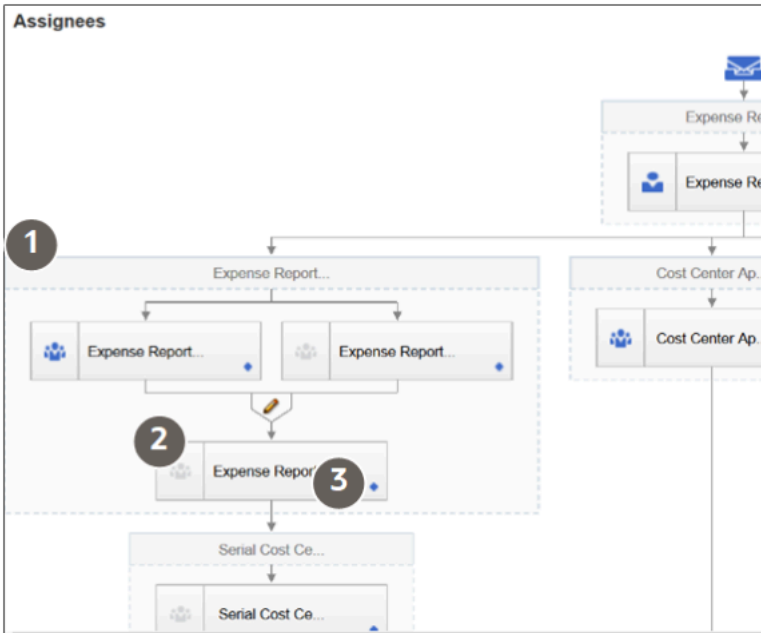 Assignees
Expense Re
Expense Re
1
Expense Report...
Cost Center Ap.
Expense Report...
Expense Report...
Cost Center Ap.
2
Expense Repor
3
Serial Cost Ce...
Serial Cost Ce...